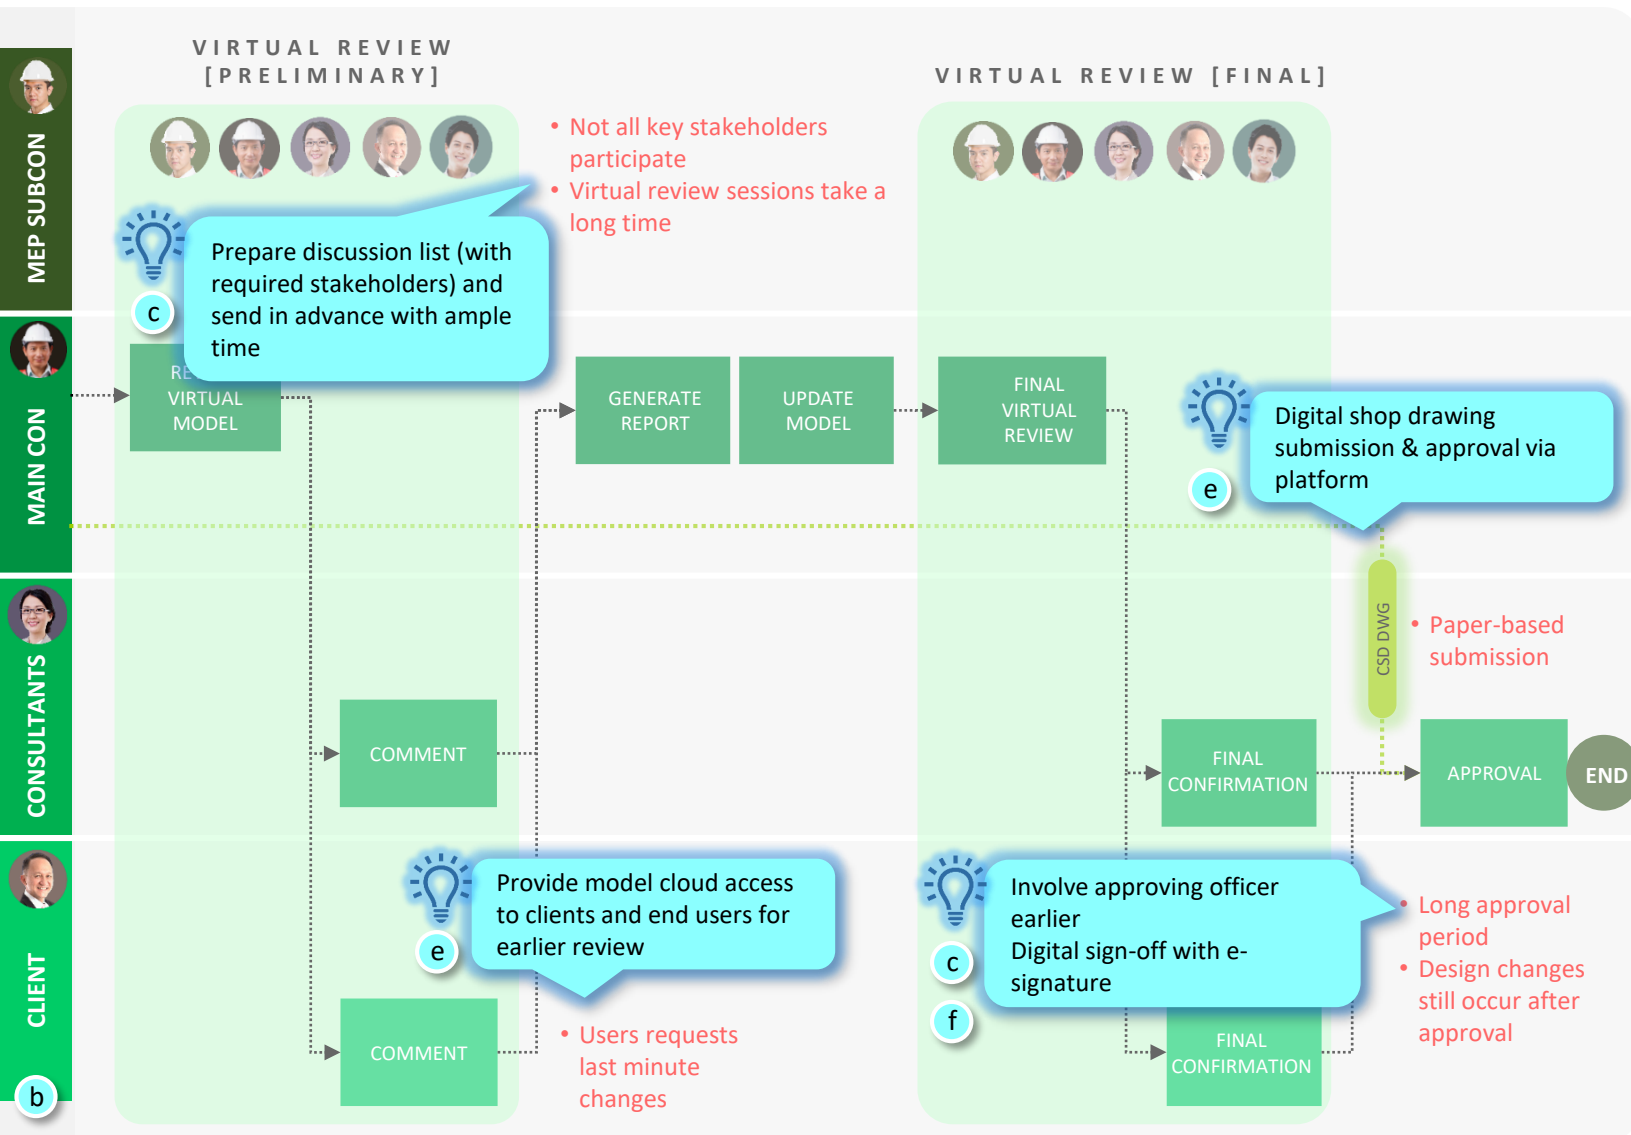 VIRTUAL REVIEW
[PRELIMINARY]
VIRTUAL REVIEW [FINAL]
MEP SUBCON
• Not all key stakeholders
participate
• Virtual review sessions take a
long time
Prepare discussion list (with
required stakeholders) and
send in advance with ample
time
c
MAIN CON
VIRTUAL
MODEL
GENERATE
REPORT
UPDATE
MODEL
FINAL
VIRTUAL
REVIEW
Digital shop drawing
submission & approval via
platform
e
CONSULTANTS
COMMENT
CSD DWG
• Paper-based
submission
FINAL
CONFIRMATION
APPROVAL
END
CLIENT
Provide model cloud access
to clients and end users for
earlier review
e
Involve approving officer
earlier
Digital sign-off with e-
signature
c
f
• Long approval
period
• Design changes
still occur after
approval
COMMENT
• Users requests
last minute
changes
FINAL
CONFIRMATION
b